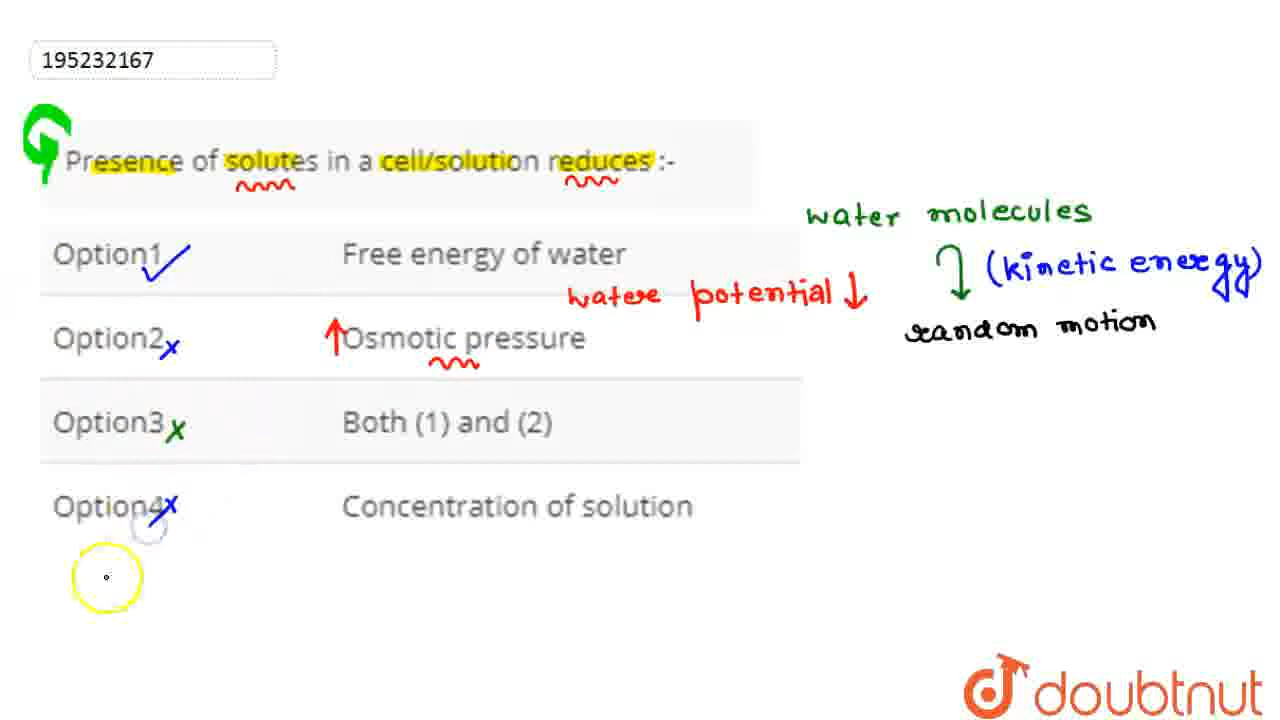 195232167
Presence of solutes in a cell/solution reduces :-
water molecules
Option1 Free energy of water
(kinetic energy)
watere potential ↓
random motion
Option2 x ↑ Osmotic pressure
Option3 x Both (1) and (2)
Option4 x Concentration of solution
doubtnut